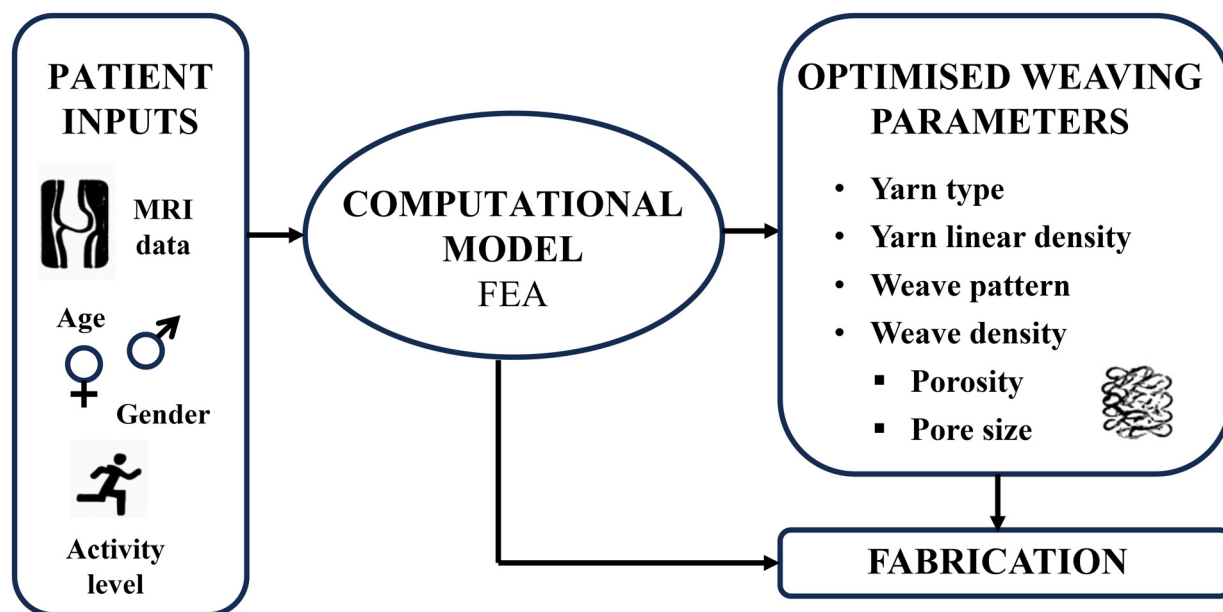 PATIENT
INPUTS
MRI
data
Age
Gender
Activity
level
COMPUTATIONAL
MODEL
FEA
OPTIMISED WEAVING
PARAMETERS
• Yarn type
• Yarn linear density
• Weave pattern
• Weave density
▪ Porosity
▪ Pore size
FABRICATION